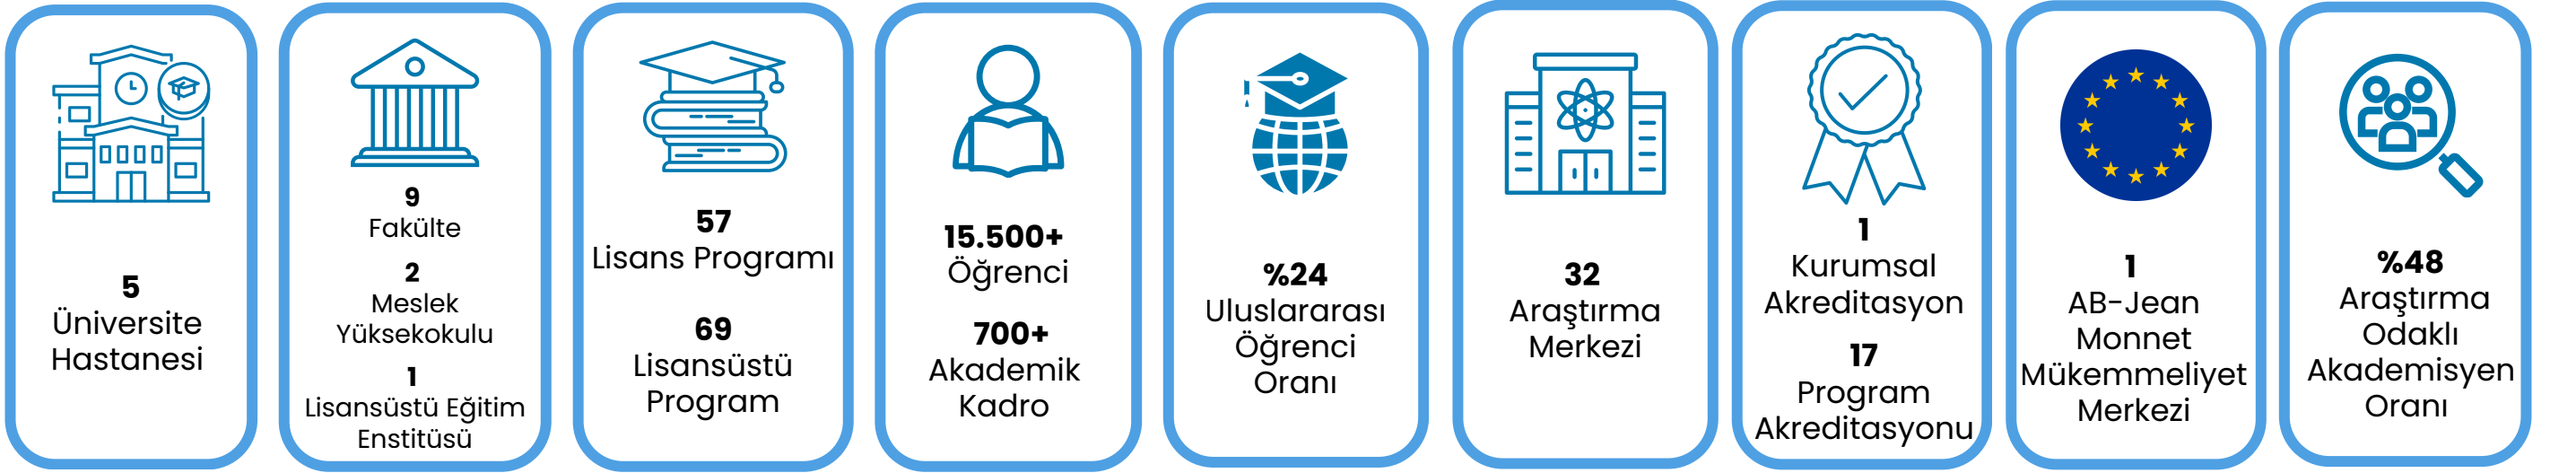 5
Üniversite
Hastanesi
9
Fakülte
2
Meslek
Yüksekokulu
1
Lisansüstü Eğitim
Enstitüsü
57
Lisans Programı
69
Lisansüstü
Program
15.500+
Öğrenci
700+
Akademik
Kadro
%24
Uluslararası
Öğrenci
Oranı
32
Araştırma
Merkezi
1
Kurumsal
Akreditasyon
17
Program
Akreditasyonu
1
AB-Jean
Monnet
Mükemmeliyet
Merkezi
%48
Araştırma
Odaklı
Akademisyen
Oranı